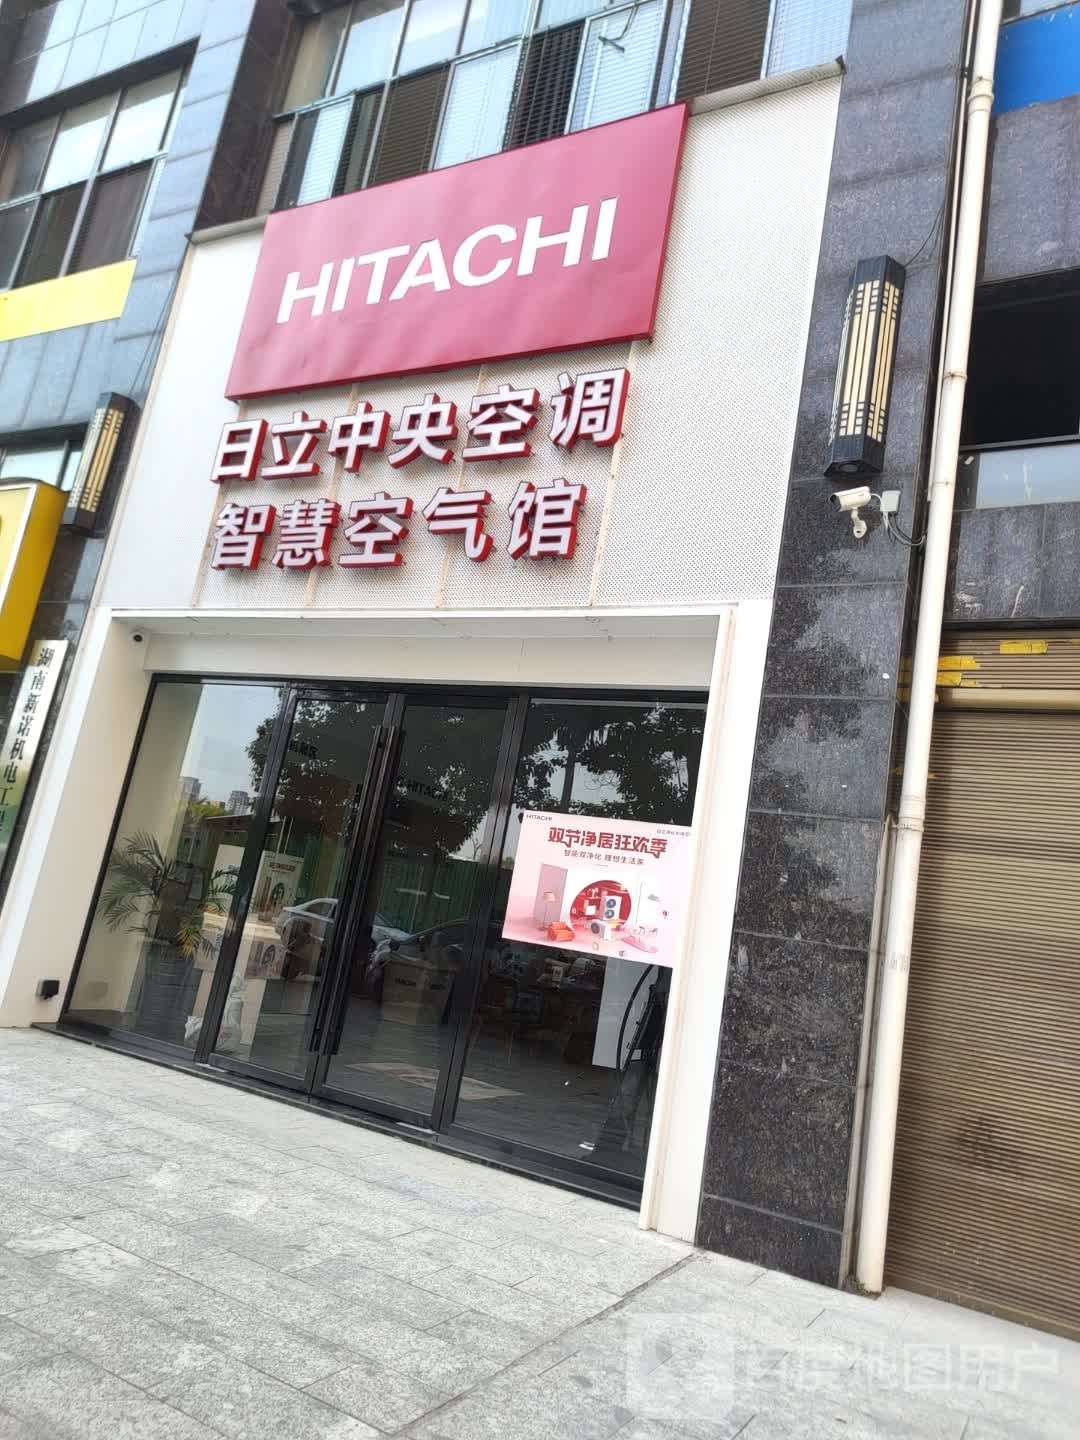 HITACHI
日立中央空调
智慧空气馆
湖南新诺机电工程
HITACHI
双节净居狂欢季
智能双净化 理想生活家
百度地图用户